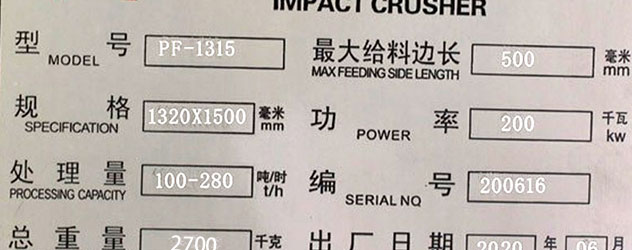 IMPACT CRUSHER
型号 MODEL PF-1315
最大给料边长 MAX FEEDING SIDE LENGTH 500 毫米 mm
规格 SPECIFICATION 1320X1500 毫米 mm
功率 POWER 200 千瓦 kw
处理量 PROCESSING CAPACITY 100-280 吨/时 t/h
编号 SERIAL NQ 200616
总重量 2700 千克
出厂日期 2020 年 06 月